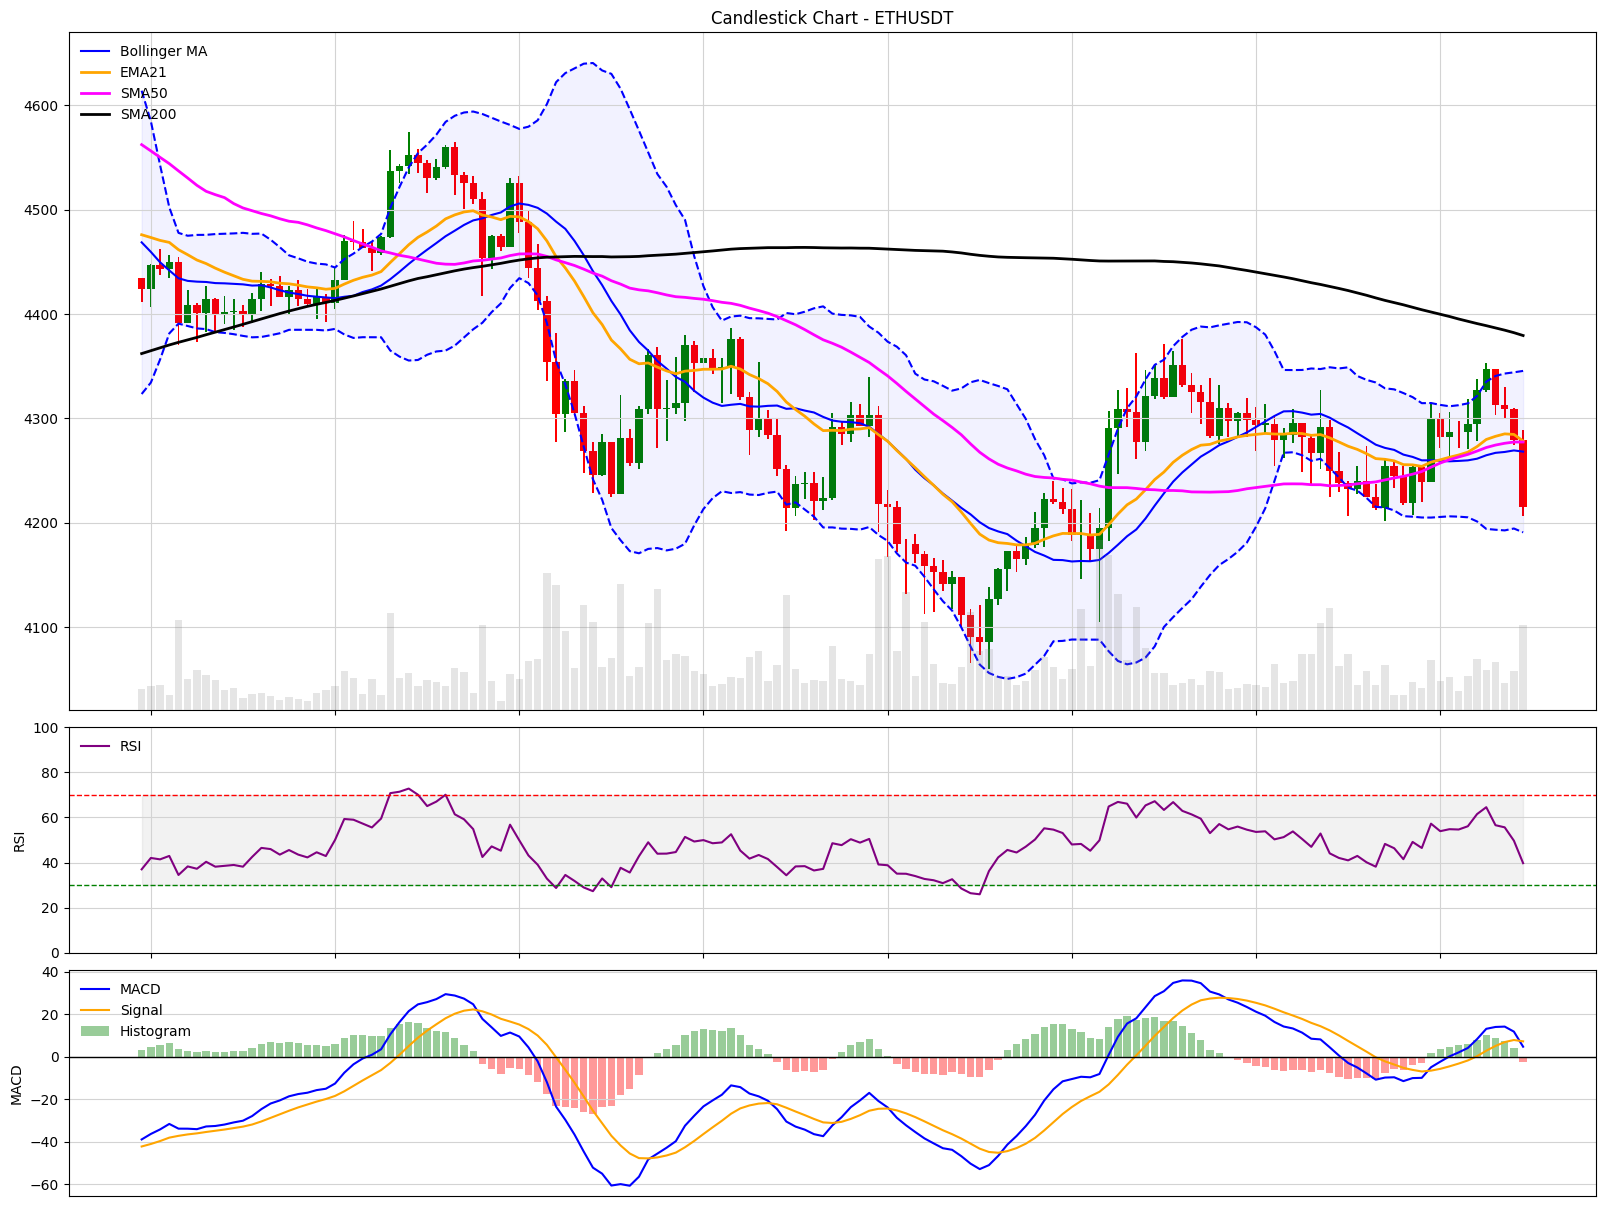 Candlestick Chart - ETHUSDT
Bollinger MA
EMA21
SMA50
SMA200
4600
4500
4400
4300
4200
4100
RSI
100
80
60
40
20
0
RSI
MACD
Signal
Histogram
40
20
0
−20
−40
−60
MACD